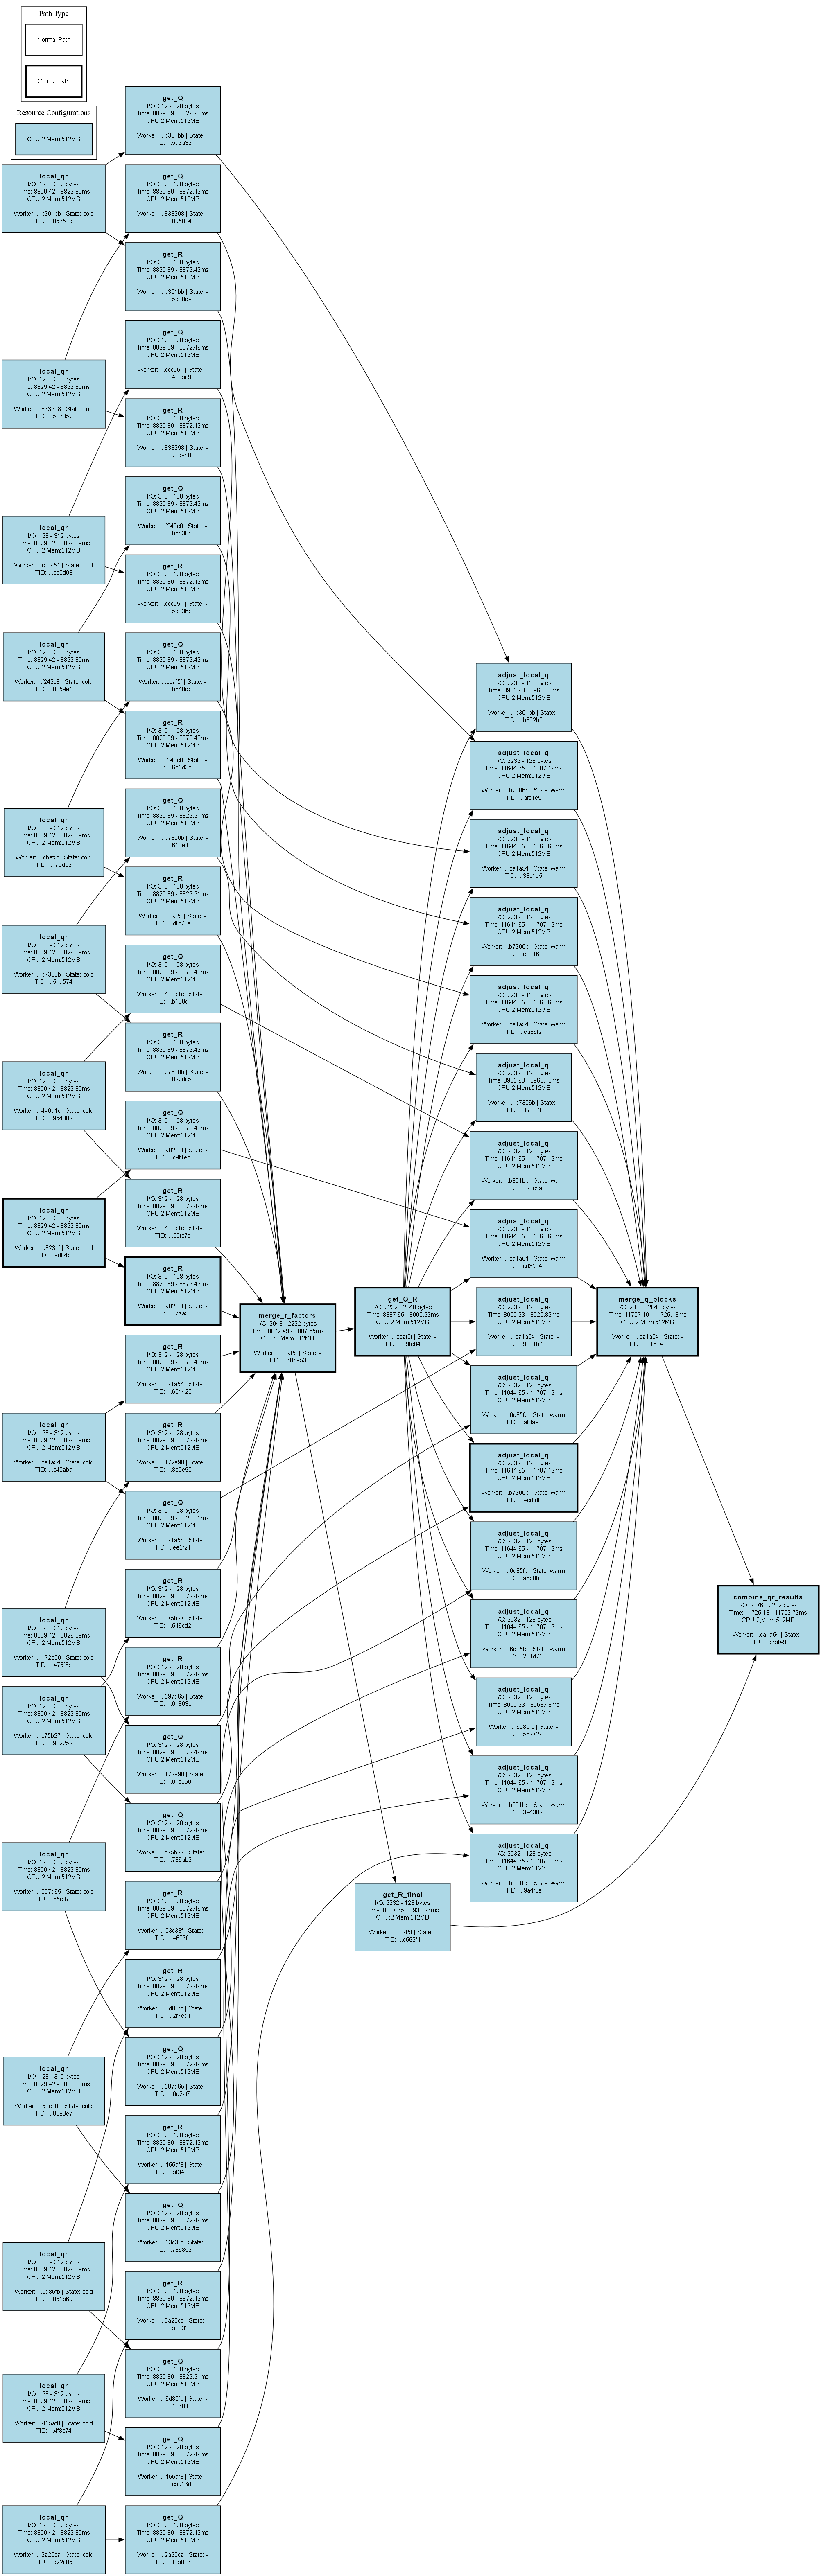 Path Type
Normal Path
Critical Path
Resource Configurations
CPU:2,Mem:512MB
local_qr
I/O: 128 - 312 bytes
Time: 8829.42 - 8829.89ms
CPU:2,Mem:512MB
Worker: ...b301bb | State: cold
TID: ...85651d
local_qr
I/O: 128 - 312 bytes
Time: 8829.42 - 8829.89ms
CPU:2,Mem:512MB
Worker: ...833998 | State: cold
TID:
local_qr
I/O: 128 - 312 bytes
Time: 8829.42 - 8829.89ms
CPU:2,Mem:512MB
Worker: ...ccc951 | State: cold
TID: ...bc5d03
local_qr
I/O: 128 - 312 bytes
Time: 8829.42 - 8829.89ms
CPU:2,Mem:512MB
Worker: ...f243c8 | State: cold
TID: ...0359e1
local_qr
I/O: 128 - 312 bytes
Time: 8829.42 - 8829.89ms
CPU:2,Mem:512MB
Worker: ...cbaf5f | State: cold
TID:
local_qr
I/O: 128 - 312 bytes
Time: 8829.42 - 8829.89ms
CPU:2,Mem:512MB
Worker: ...b7306b | State: cold
TID: ...51d574
local_qr
I/O: 128 - 312 bytes
Time: 8829.42 - 8829.89ms
CPU:2,Mem:512MB
Worker: ...440d1c | State: cold
TID: ...954d02
local_qr
I/O: 128 - 312 bytes
Time: 8829.42 - 8829.89ms
CPU:2,Mem:512MB
Worker: ...a823ef | State: cold
TID: ...9dff4b
local_qr
I/O: 128 - 312 bytes
Time: 8829.42 - 8829.89ms
CPU:2,Mem:512MB
Worker: ...ca1a54 | State: cold
TID: ...c45aba
local_qr
I/O: 128 - 312 bytes
Time: 8829.42 - 8829.89ms
CPU:2,Mem:512MB
Worker: ...172e90 | State: cold
TID: ...475f6b
local_qr
I/O: 128 - 312 bytes
Time: 8829.42 - 8829.89ms
CPU:2,Mem:512MB
Worker: ...c75b27 | State: cold
TID: ...912252
local_qr
I/O: 128 - 312 bytes
Time: 8829.42 - 8829.89ms
CPU:2,Mem:512MB
Worker: ...597d65 | State: cold
TID: ...65c871
local_qr
I/O: 128 - 312 bytes
Time: 8829.42 - 8829.89ms
CPU:2,Mem:512MB
Worker: ...53c38f | State: cold
TID: ...0599e7
local_qr
I/O: 128 - 312 bytes
Time: 8829.42 - 8829.89ms
CPU:2,Mem:512MB
Worker: ...6d85fb | State: cold
TID:
local_qr
I/O: 128 - 312 bytes
Time: 8829.42 - 8829.89ms
CPU:2,Mem:512MB
Worker: ...455af8 | State: cold
TID: ...4f8c74
local_qr
I/O: 128 - 312 bytes
Time: 8829.42 - 8829.89ms
CPU:2,Mem:512MB
Worker: ...2a20ca | State: cold
TID: ...d22c05
get_Q
I/O: 312 - 128 bytes
Time: 8829.89 - 8829.91ms
CPU:2,Mem:512MB
Worker: ...b301bb | State: -
TID: ...5a3a39
get_Q
I/O: 312 - 128 bytes
Time: 8829.89 - 8872.49ms
CPU:2,Mem:512MB
Worker: ...833998 | State: -
TID: ...0a5014
get_R
I/O: 312 - 128 bytes
Time: 8829.89 - 8872.49ms
CPU:2,Mem:512MB
Worker: ...b301bb | State: -
TID: ...5d00de
get_Q
I/O: 312 - 128 bytes
Time: 8829.89 - 8872.49ms
CPU:2,Mem:512MB
Worker: ...ccc951 | State: -
TID: ...439ac9
get_R
I/O: 312 - 128 bytes
Time: 8829.89 - 8872.49ms
CPU:2,Mem:512MB
Worker: ...833998 | State: -
TID: ...7cde40
get_Q
I/O: 312 - 128 bytes
Time: 8829.89 - 8872.49ms
CPU:2,Mem:512MB
Worker: ...f243c8 | State: -
TID: ...b6b3bb
get_R
I/O: 312 - 128 bytes
Time: 8829.89 - 8872.49ms
CPU:2,Mem:512MB
Worker: ...ccc951 | State: -
TID:
get_Q
I/O: 312 - 128 bytes
Time: 8829.89 - 8872.49ms
CPU:2,Mem:512MB
Worker: ...cbaf5f | State: -
TID: ...b640db
get_R
I/O: 312 - 128 bytes
Time: 8829.89 - 8872.49ms
CPU:2,Mem:512MB
Worker: ...f243c8 | State: -
TID: ...6b5d3c
get_Q
I/O: 312 - 128 bytes
Time: 8829.89 - 8829.91ms
CPU:2,Mem:512MB
Worker: ...b7306b | State: -
TID: ...610e40
get_R
I/O: 312 - 128 bytes
Time: 8829.89 - 8829.91ms
CPU:2,Mem:512MB
Worker: ...cbaf5f | State: -
TID: ...d8f76e
get_Q
I/O: 312 - 128 bytes
Time: 8829.89 - 8872.49ms
CPU:2,Mem:512MB
Worker: ...440d1c | State: -
TID: ...b129d1
get_R
I/O: 312 - 128 bytes
Time: 8829.89 - 8872.49ms
CPU:2,Mem:512MB
Worker: ...b7306b | State: -
TID: ...022dc5
get_Q
I/O: 312 - 128 bytes
Time: 8829.89 - 8872.49ms
CPU:2,Mem:512MB
Worker: ...a823ef | State: -
TID: ...c9f1eb
get_R
I/O: 312 - 128 bytes
Time: 8829.89 - 8872.49ms
CPU:2,Mem:512MB
Worker: ...440d1c | State: -
TID: ...52fc7c
get_R
I/O: 312 - 128 bytes
Time: 8829.89 - 8872.49ms
CPU:2,Mem:512MB
Worker: ...a823ef | State: -
TID: ...47aa51
get_R
I/O: 312 - 128 bytes
Time: 8829.89 - 8872.49ms
CPU:2,Mem:512MB
Worker: ...ca1a54 | State: -
TID: ...664425
get_R
I/O: 312 - 128 bytes
Time: 8829.89 - 8872.49ms
CPU:2,Mem:512MB
Worker: ...172e90 | State: -
TID: ...8e0e90
get_Q
I/O: 312 - 128 bytes
Time: 8829.89 - 8829.91ms
CPU:2,Mem:512MB
Worker: ...ca1a54 | State: -
TID: ...ee5f21
get_R
I/O: 312 - 128 bytes
Time: 8829.89 - 8872.49ms
CPU:2,Mem:512MB
Worker: ...c75b27 | State: -
TID: ...546cd2
get_R
I/O: 312 - 128 bytes
Time: 8829.89 - 8872.49ms
CPU:2,Mem:512MB
Worker: ...597d65 | State: -
TID: ...61863e
get_Q
I/O: 312 - 128 bytes
Time: 8829.89 - 8872.49ms
CPU:2,Mem:512MB
Worker: ...172e90 | State: -
TID: ...01c559
get_Q
I/O: 312 - 128 bytes
Time: 8829.89 - 8872.49ms
CPU:2,Mem:512MB
Worker: ...c75b27 | State: -
TID: ...786ab3
get_R
I/O: 312 - 128 bytes
Time: 8829.89 - 8872.49ms
CPU:2,Mem:512MB
Worker: ...53c38f | State: -
TID: ...4687fd
get_R
I/O: 312 - 128 bytes
Time: 8829.89 - 8872.49ms
CPU:2,Mem:512MB
Worker: ...6d85fb | State: -
TID: ...2f7ed1
get_Q
I/O: 312 - 128 bytes
Time: 8829.89 - 8872.49ms
CPU:2,Mem:512MB
Worker: ...597d65 | State: -
TID: ...6d2af6
get_R
I/O: 312 - 128 bytes
Time: 8829.89 - 8872.49ms
CPU:2,Mem:512MB
Worker: ...455af8 | State: -
TID: ...af34c0
get_Q
I/O: 312 - 128 bytes
Time: 8829.89 - 8872.49ms
CPU:2,Mem:512MB
Worker: ...53c38f | State: -
TID:
get_R
I/O: 312 - 128 bytes
Time: 8829.89 - 8872.49ms
CPU:2,Mem:512MB
Worker: ...2a20ca | State: -
TID: ...a3032e
get_Q
I/O: 312 - 128 bytes
Time: 8829.89 - 8829.91ms
CPU:2,Mem:512MB
Worker: ...6d85fb | State: -
TID: ...186040
get_Q
I/O: 312 - 128 bytes
Time: 8829.89 - 8872.49ms
CPU:2,Mem:512MB
Worker: ...455af8 | State: -
TID: ...caa16d
get_Q
I/O: 312 - 128 bytes
Time: 8829.89 - 8872.49ms
CPU:2,Mem:512MB
Worker: ...2a20ca | State: -
TID: ...f9a836
merge_r_factors
I/O: 2048 - 2232 bytes
Time: 8872.49 - 8887.65ms
CPU:2,Mem:512MB
Worker: ...cbaf5f | State: -
TID: ...b8d953
get_Q_R
I/O: 2232 - 2048 bytes
Time: 8887.65 - 8905.93ms
CPU:2,Mem:512MB
Worker: ...cbaf5f | State: -
TID: ...39fe84
get_R_final
I/O: 2232 - 128 bytes
Time: 8887.65 - 8930.26ms
CPU:2,Mem:512MB
Worker: ...cbaf5f | State: -
TID: ...c592f4
adjust_local_q
I/O: 2232 - 128 bytes
Time: 8905.93 - 8968.48ms
CPU:2,Mem:512MB
Worker: ...b301bb | State: -
TID: ...b692b8
adjust_local_q
I/O: 2232 - 128 bytes
Time: 11644.65 - 11707.19ms
CPU:2,Mem:512MB
Worker: ...b7306b | State: warm
TID: ...afc1e5
adjust_local_q
I/O: 2232 - 128 bytes
Time: 11644.65 - 11664.60ms
CPU:2,Mem:512MB
Worker: ...ca1a54 | State: warm
TID: ...39c1d5
adjust_local_q
I/O: 2232 - 128 bytes
Time: 11644.65 - 11707.19ms
CPU:2,Mem:512MB
Worker: ...b7306b | State: warm
TID: ...e38188
adjust_local_q
I/O: 2232 - 128 bytes
Time: 11644.65 - 11664.60ms
CPU:2,Mem:512MB
Worker: ...ca1a54 | State: warm
TID: ...ea86f2
adjust_local_q
I/O: 2232 - 128 bytes
Time: 8905.93 - 8968.48ms
CPU:2,Mem:512MB
Worker: ...b7306b | State: -
TID: ...17c07f
adjust_local_q
I/O: 2232 - 128 bytes
Time: 11644.65 - 11707.19ms
CPU:2,Mem:512MB
Worker: ...b301bb | State: warm
TID: ...120c4a
adjust_local_q
I/O: 2232 - 128 bytes
Time: 11644.65 - 11664.60ms
CPU:2,Mem:512MB
Worker: ...ca1a54 | State: warm
TID: ...cd35d4
adjust_local_q
I/O: 2232 - 128 bytes
Time: 8905.93 - 8925.89ms
CPU:2,Mem:512MB
Worker: ...ca1a54 | State: -
TID: ...9ed1b7
adjust_local_q
I/O: 2232 - 128 bytes
Time: 11644.65 - 11707.19ms
CPU:2,Mem:512MB
Worker: ...6d85fb | State: warm
TID: ...af3ae3
adjust_local_q
I/O: 2232 - 128 bytes
Time: 11644.65 - 11707.19ms
CPU:2,Mem:512MB
Worker: ...b7306b | State: warm
TID: ...4cdfd8
adjust_local_q
I/O: 2232 - 128 bytes
Time: 11644.65 - 11707.19ms
CPU:2,Mem:512MB
Worker: ...6d85fb | State: warm
TID: ...a6b0bc
adjust_local_q
I/O: 2232 - 128 bytes
Time: 11644.65 - 11707.19ms
CPU:2,Mem:512MB
Worker: ...6d85fb | State: warm
TID: ...201d75
adjust_local_q
I/O: 2232 - 128 bytes
Time: 8905.93 - 8968.48ms
CPU:2,Mem:512MB
Worker: ...6d85fb | State: -
TID:
adjust_local_q
I/O: 2232 - 128 bytes
Time: 11644.65 - 11707.19ms
CPU:2,Mem:512MB
Worker: ...b301bb | State: warm
TID: ...3e430a
adjust_local_q
I/O: 2232 - 128 bytes
Time: 11644.65 - 11707.19ms
CPU:2,Mem:512MB
Worker: ...b301bb | State: warm
TID: ...9a4f8e
merge_q_blocks
I/O: 2048 - 2048 bytes
Time: 11707.19 - 11725.13ms
CPU:2,Mem:512MB
Worker: ...ca1a54 | State: -
TID: ...e16041
combine_qr_results
I/O: 2176 - 2232 bytes
Time: 11725.13 - 11763.73ms
CPU:2,Mem:512MB
Worker: ...ca1a54 | State: -
TID: ...d6af49